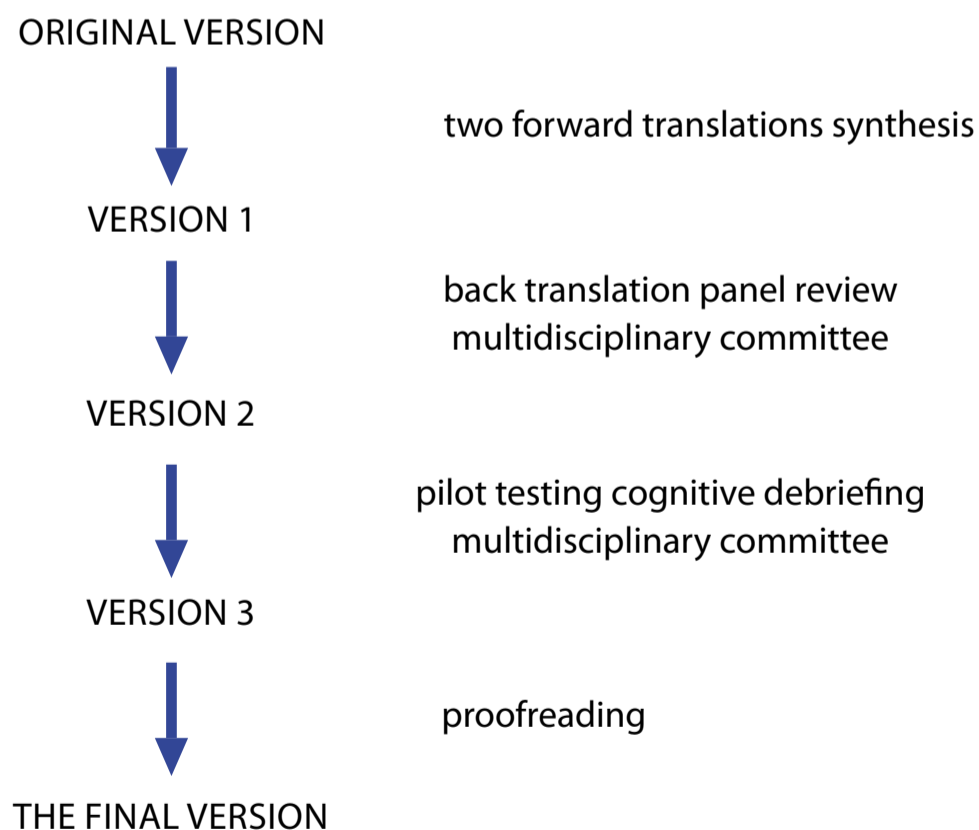 ORIGINAL VERSION
two forward translations synthesis
VERSION 1
back translation panel review
multidisciplinary committee
VERSION 2
pilot testing cognitive debriefing
multidisciplinary committee
VERSION 3
proofreading
THE FINAL VERSION